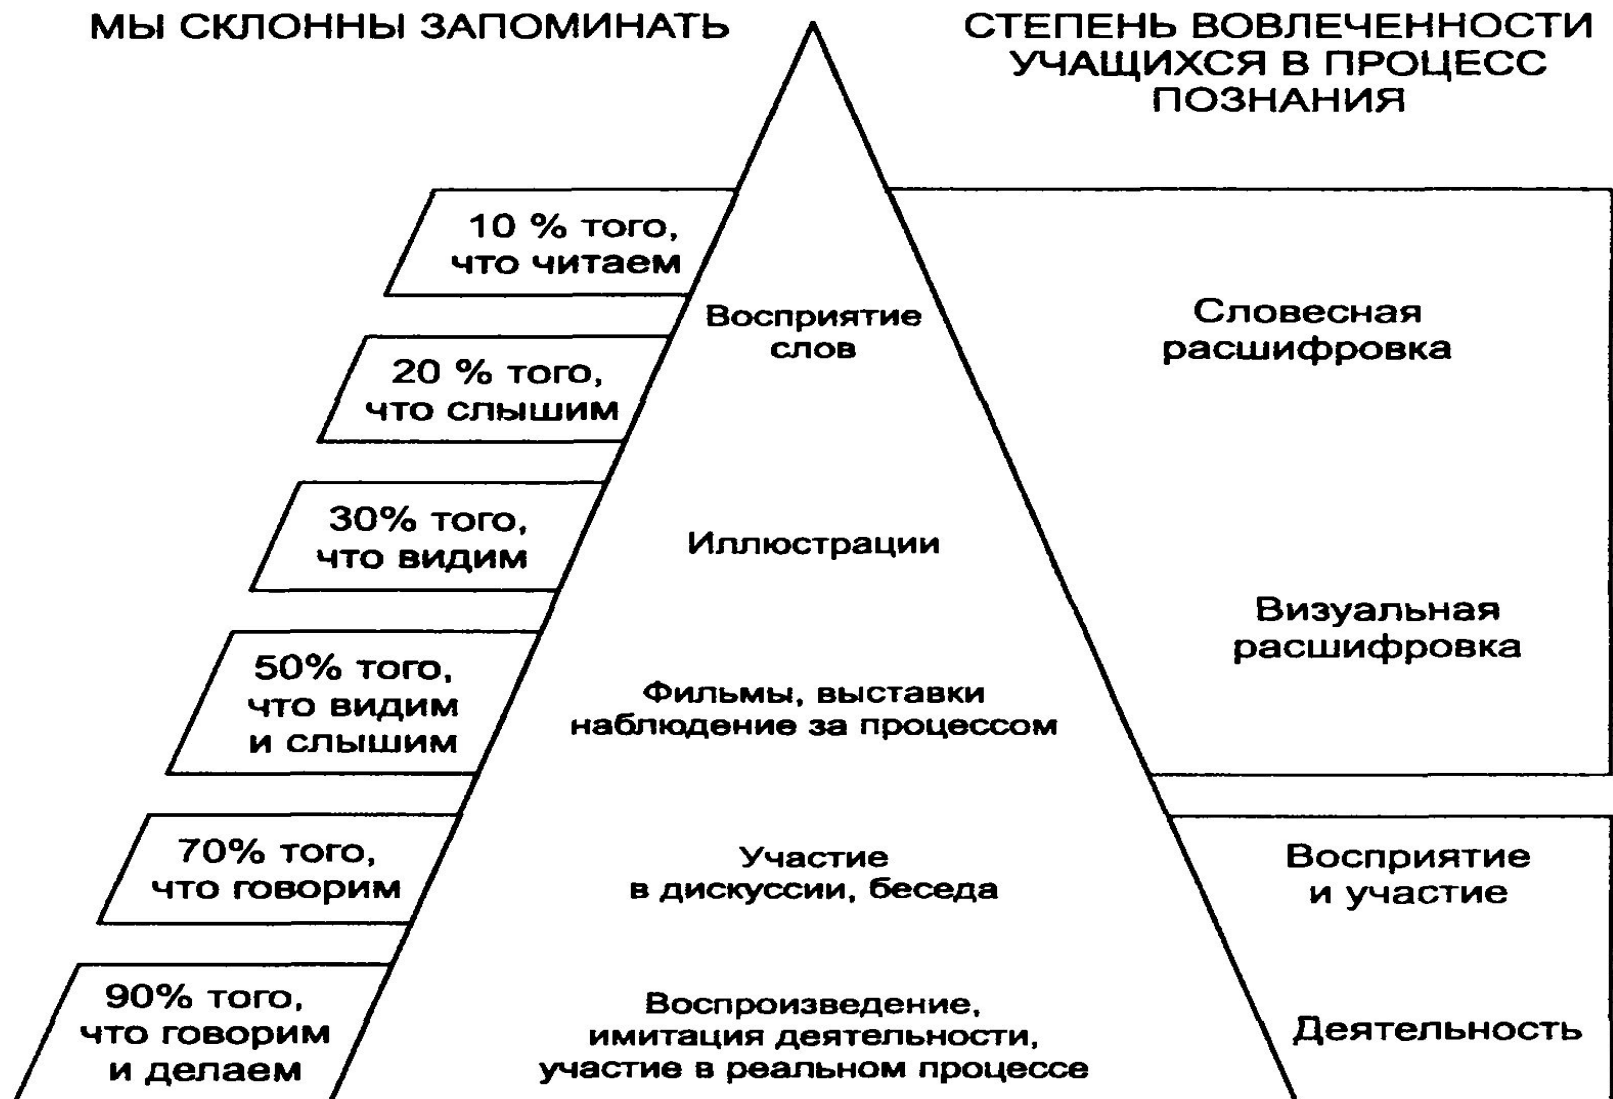 МЫ СКЛОННЫ ЗАПОМИНАТЬ
СТЕПЕНЬ ВОВЛЕЧЕННОСТИ
УЧАЩИХСЯ В ПРОЦЕСС
ПОЗНАНИЯ
10 % того,
что читаем
20 % того,
что слышим
30% того,
что видим
50% того,
что видим
и слышим
70% того,
что говорим
90% того,
что говорим
и делаем
Восприятие
слов
Иллюстрации
Фильмы, выставки
наблюдение за процессом
Участие
в дискуссии, беседа
Воспроизведение,
имитация деятельности,
участие в реальном процессе
Словесная
расшифровка
Визуальная
расшифровка
Восприятие
и участие
Деятельность